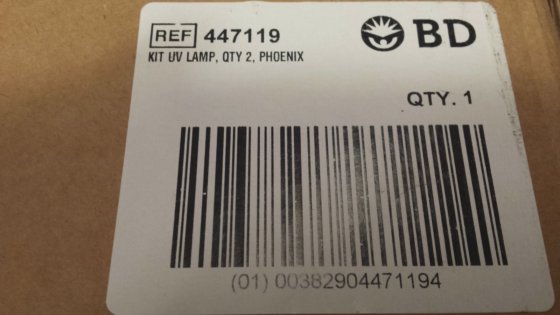 REF 447119
BD
KIT UV LAMP, QTY 2, PHOENIX
QTY. 1
(01) 00382904471194